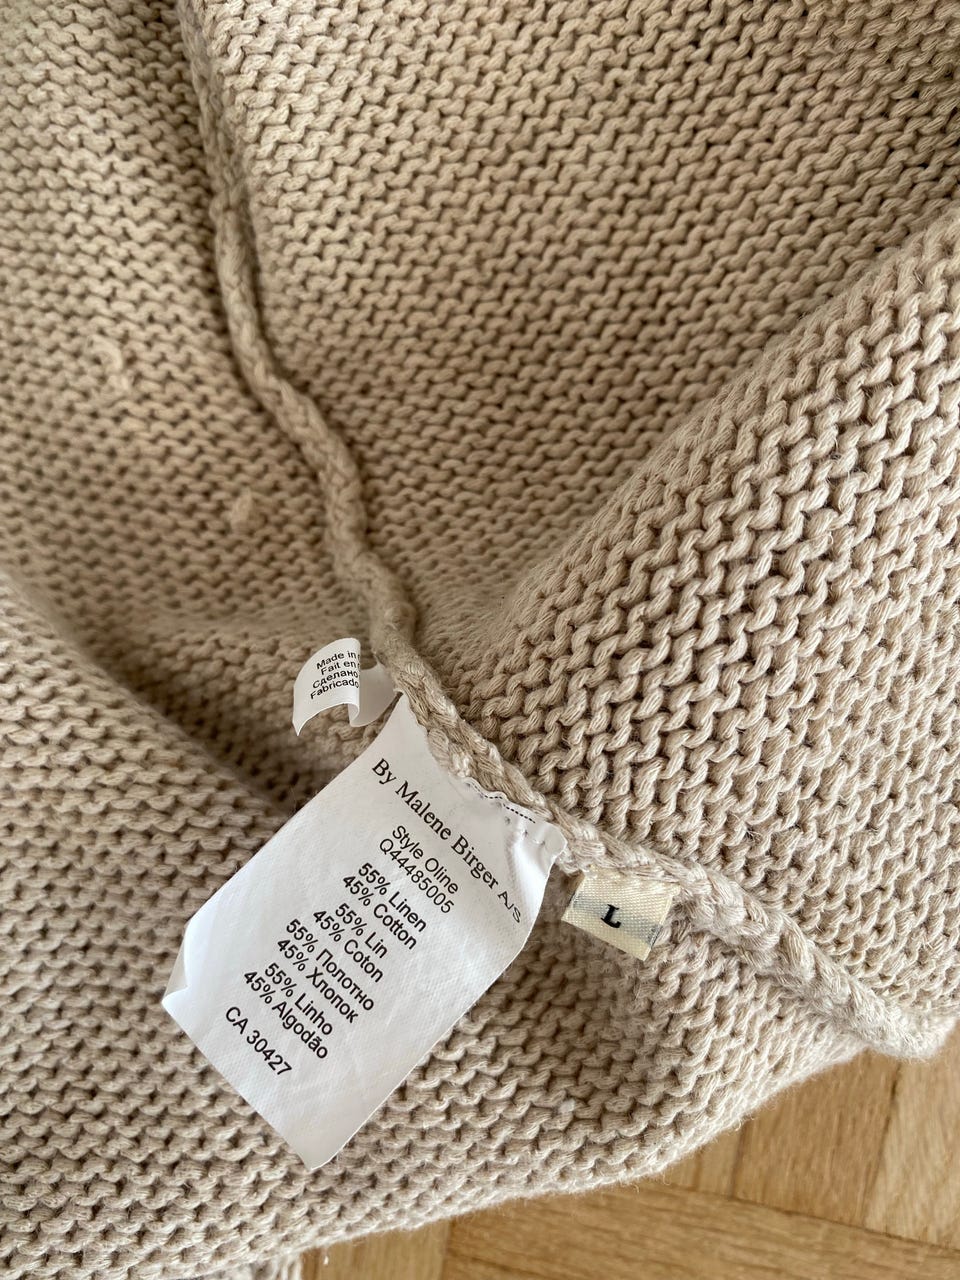 Made in
Fait en
Сделано
Fabricado
By Malene Birger A/S
Style Oline
Q44485005
55% Linen
45% Cotton
55% Lin
45% Coton
55% Полотно
45% Хлопок
55% Linho
45% Algodão
CA 30427
L